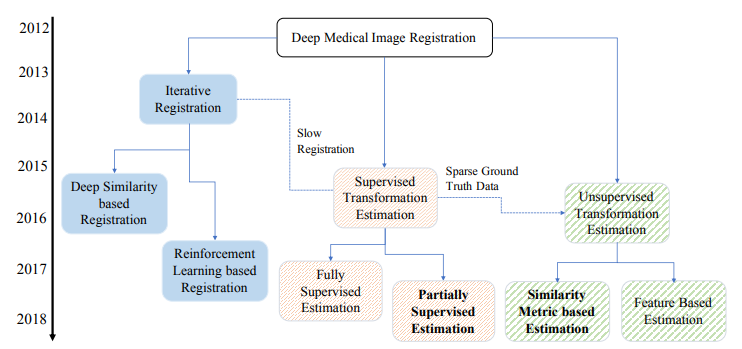 2012
Deep Medical Image Registration
2013
Iterative
Registration
2014
Slow
Registration
2015
Deep Similarity
based
Registration
Supervised
Transformation
Estimation
Sparse Ground
Truth Data
Unsupervised
Transformation
Estimation
2016
Reinforcement
Learning based
Registration
2017
Fully
Supervised
Estimation
Partially
Supervised
Estimation
Similarity
Metric based
Estimation
Feature Based
Estimation
2018